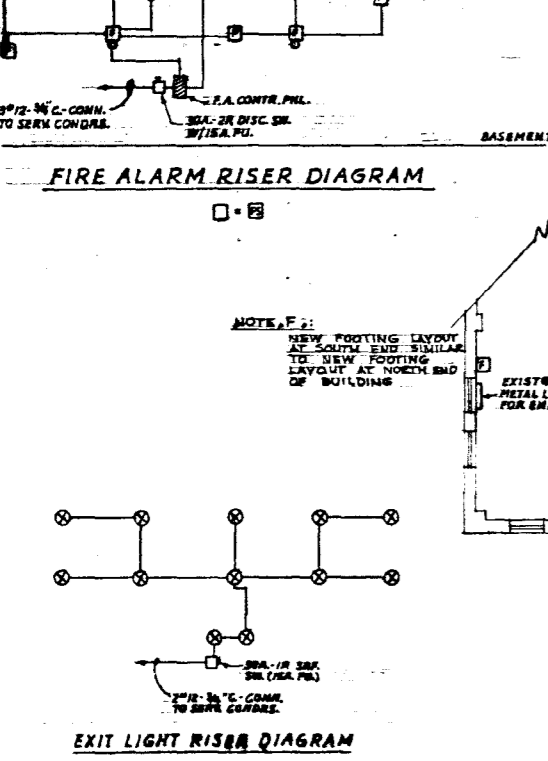 F.A. CONTR. PNL.
3#12-¾"C.-CONN.
TO SERV. CONDRS.
30A.-2R DISC. SW.
W/15A. FU.
BASEMENT
FIRE ALARM RISER DIAGRAM
NOTE, F.:
NEW FOOTING LAYOUT
AT SOUTH END SIMILAR
TO NEW FOOTING
LAYOUT AT NORTH END
OF BUILDING
N
F
EXIST'G
METAL
FOR
30A.-1P. SAF.
SW. (15A. FU.)
2#12-¾"C.-CONN.
TO SERV. CONDRS.
EXIT LIGHT RISER DIAGRAM